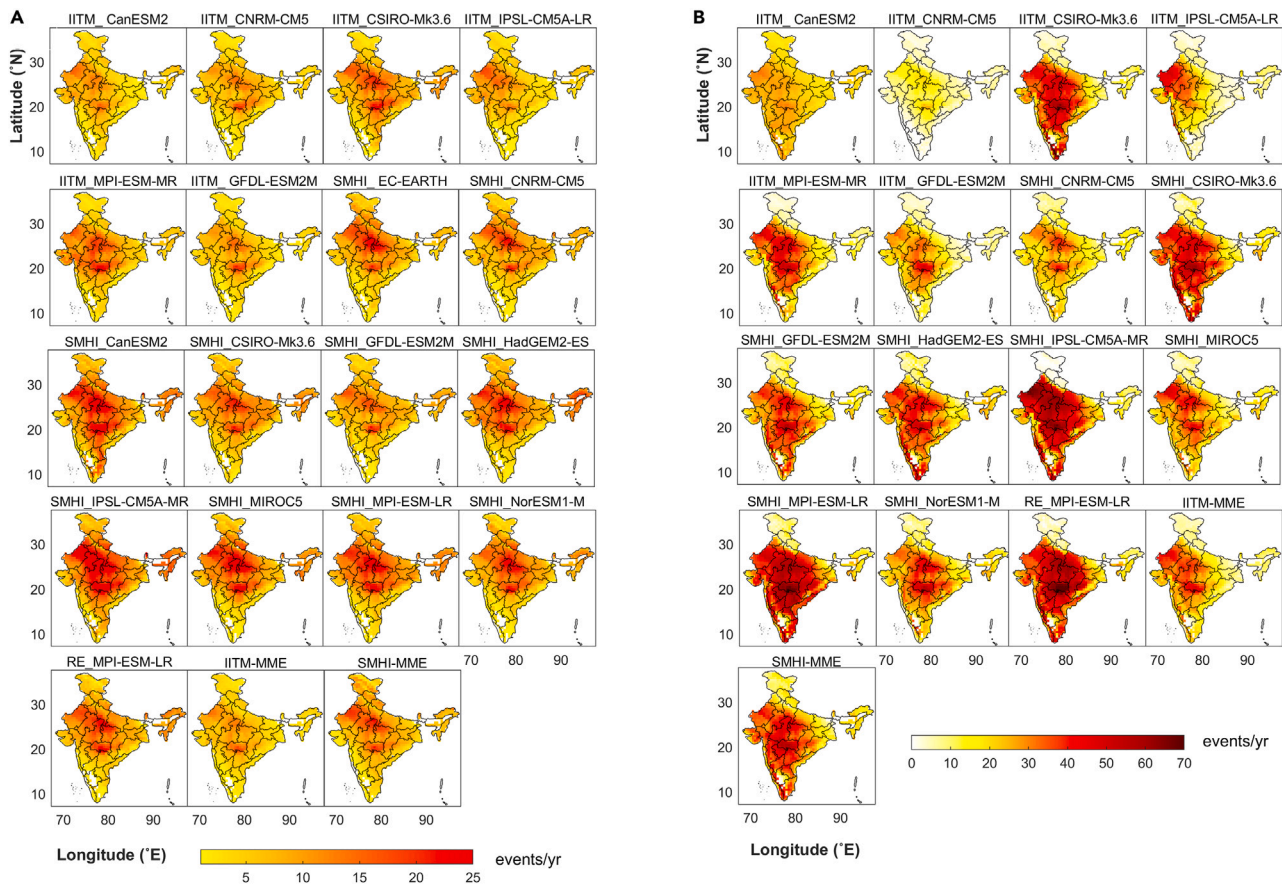 A
IITM_ CanESM2 IITM_CNRM-CM5 IITM_CSIRO-Mk3.6 IITM_IPSL-CM5A-LR
Latitude (˚N)
30
20
10
IITM_MPI-ESM-MR IITM_GFDL-ESM2M SMHI_EC-EARTH SMHI_CNRM-CM5
30
20
10
SMHI_CanESM2 SMHI_CSIRO-Mk3.6 SMHI_GFDL-ESM2M SMHI_HadGEM2-ES
30
20
10
SMHI_IPSL-CM5A-MR SMHI_MIROC5 SMHI_MPI-ESM-LR SMHI_NorESM1-M
30
20
10
70 80 90
RE_MPI-ESM-LR IITM-MME SMHI-MME
30
20
10
70 80 90 70 80 90 70 80 90
Longitude (˚E)
5 10 15 20 25
events/yr
B
IITM_ CanESM2 IITM_CNRM-CM5 IITM_CSIRO-Mk3.6 IITM_IPSL-CM5A-LR
Latitude (˚N)
30
20
10
IITM_MPI-ESM-MR IITM_GFDL-ESM2M SMHI_CNRM-CM5 SMHI_CSIRO-Mk3.6
30
20
10
SMHI_GFDL-ESM2M SMHI_HadGEM2-ES SMHI_IPSL-CM5A-MR SMHI_MIROC5
30
20
10
SMHI_MPI-ESM-LR SMHI_NorESM1-M RE_MPI-ESM-LR IITM-MME
30
20
10
70 80 90 70 80 90 70 80 90
SMHI-MME
30
20
10
70 80 90
Longitude (˚E)
0 10 20 30 40 50 60 70
events/yr